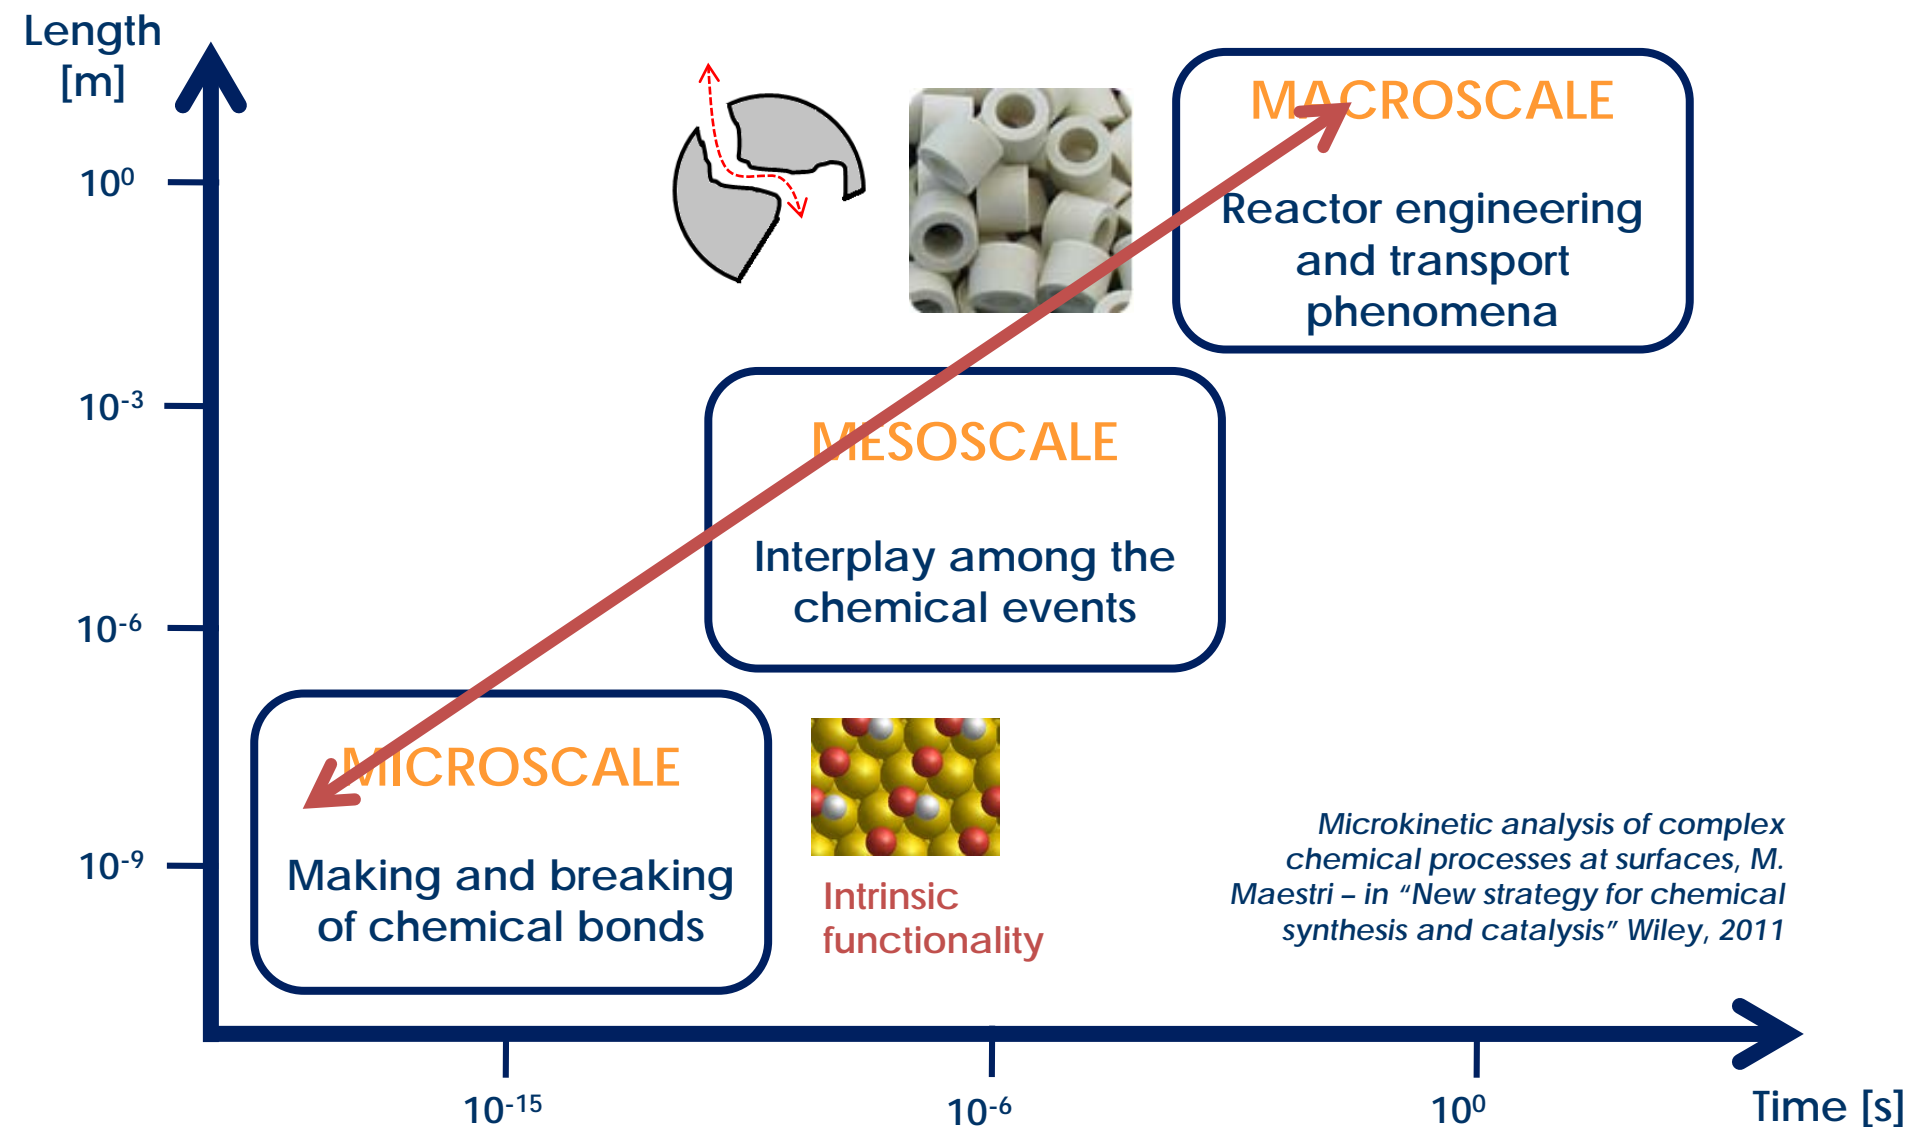 Length
[m]
10⁰
10⁻³
10⁻⁶
10⁻⁹
MACROSCALE
Reactor engineering
and transport
phenomena
MESOSCALE
Interplay among the
chemical events
MICROSCALE
Making and breaking
of chemical bonds
Intrinsic
functionality
Microkinetic analysis of complex
chemical processes at surfaces, M.
Maestri – in “New strategy for chemical
synthesis and catalysis” Wiley, 2011
10⁻¹⁵
10⁻⁶
10⁰
Time [s]